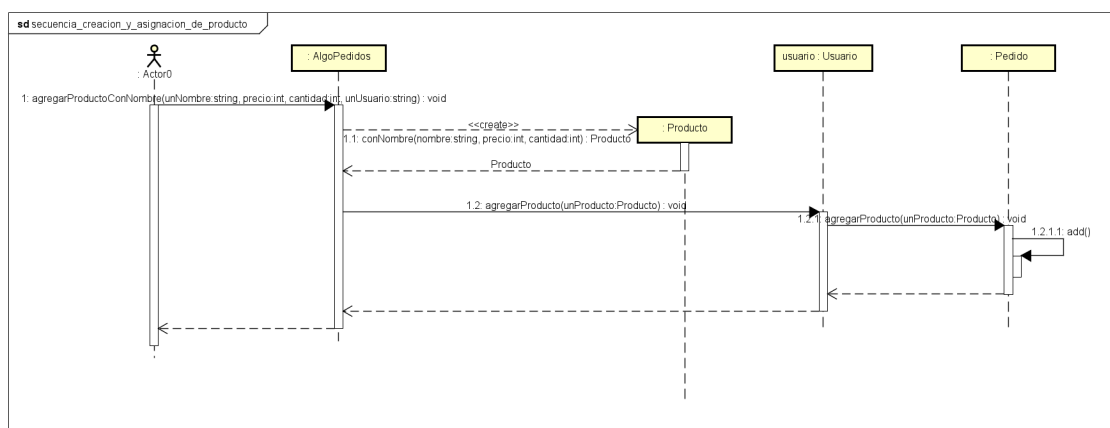 sd secuencia_creacion_y_asignacion_de_producto
: Actor0
: AlgoPedidos
usuario : Usuario
: Pedido
1: agregarProductoConNombre(unNombre:string, precio:int, cantidad:int, unUsuario:string) : void
<<create>>
: Producto
1.1: conNombre(nombre:string, precio:int, cantidad:int) : Producto
Producto
1.2: agregarProducto(unProducto:Producto) : void
1.2.1: agregarProducto(unProducto:Producto) : void
1.2.1.1: add()